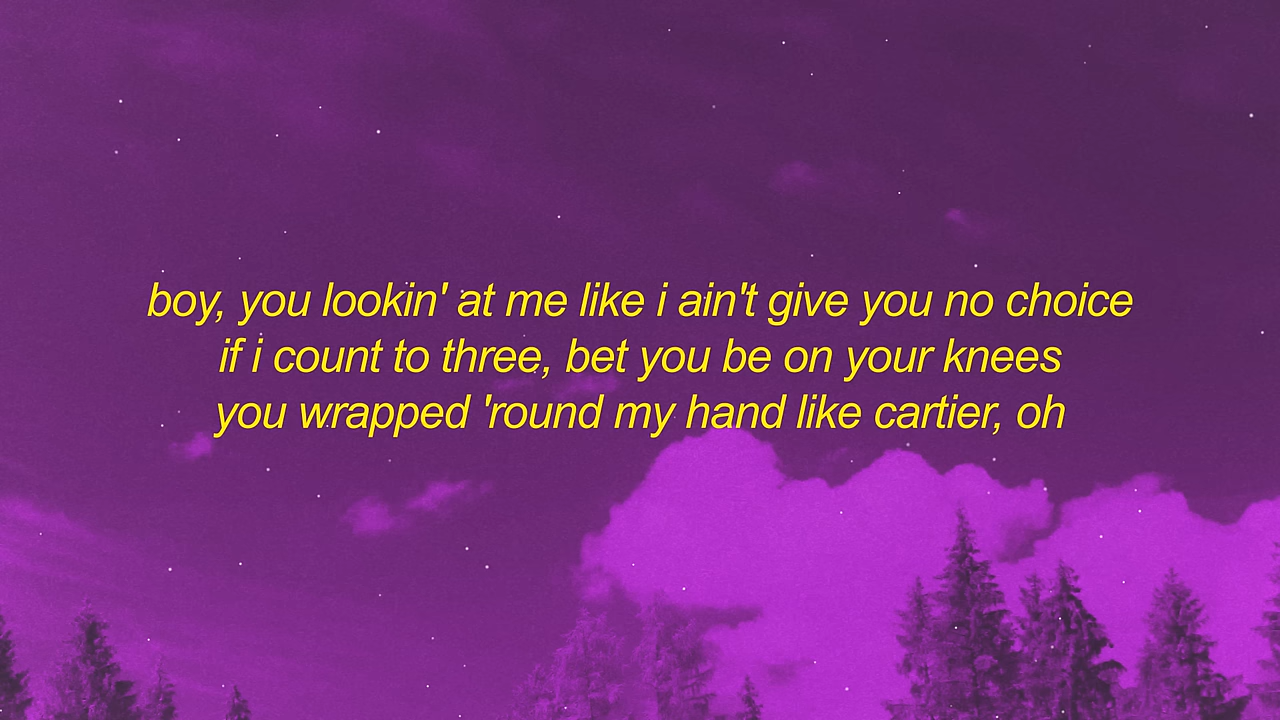 boy, you lookin' at me like i ain't give you no choice
if i count to three, bet you be on your knees
you wrapped 'round my hand like cartier, oh